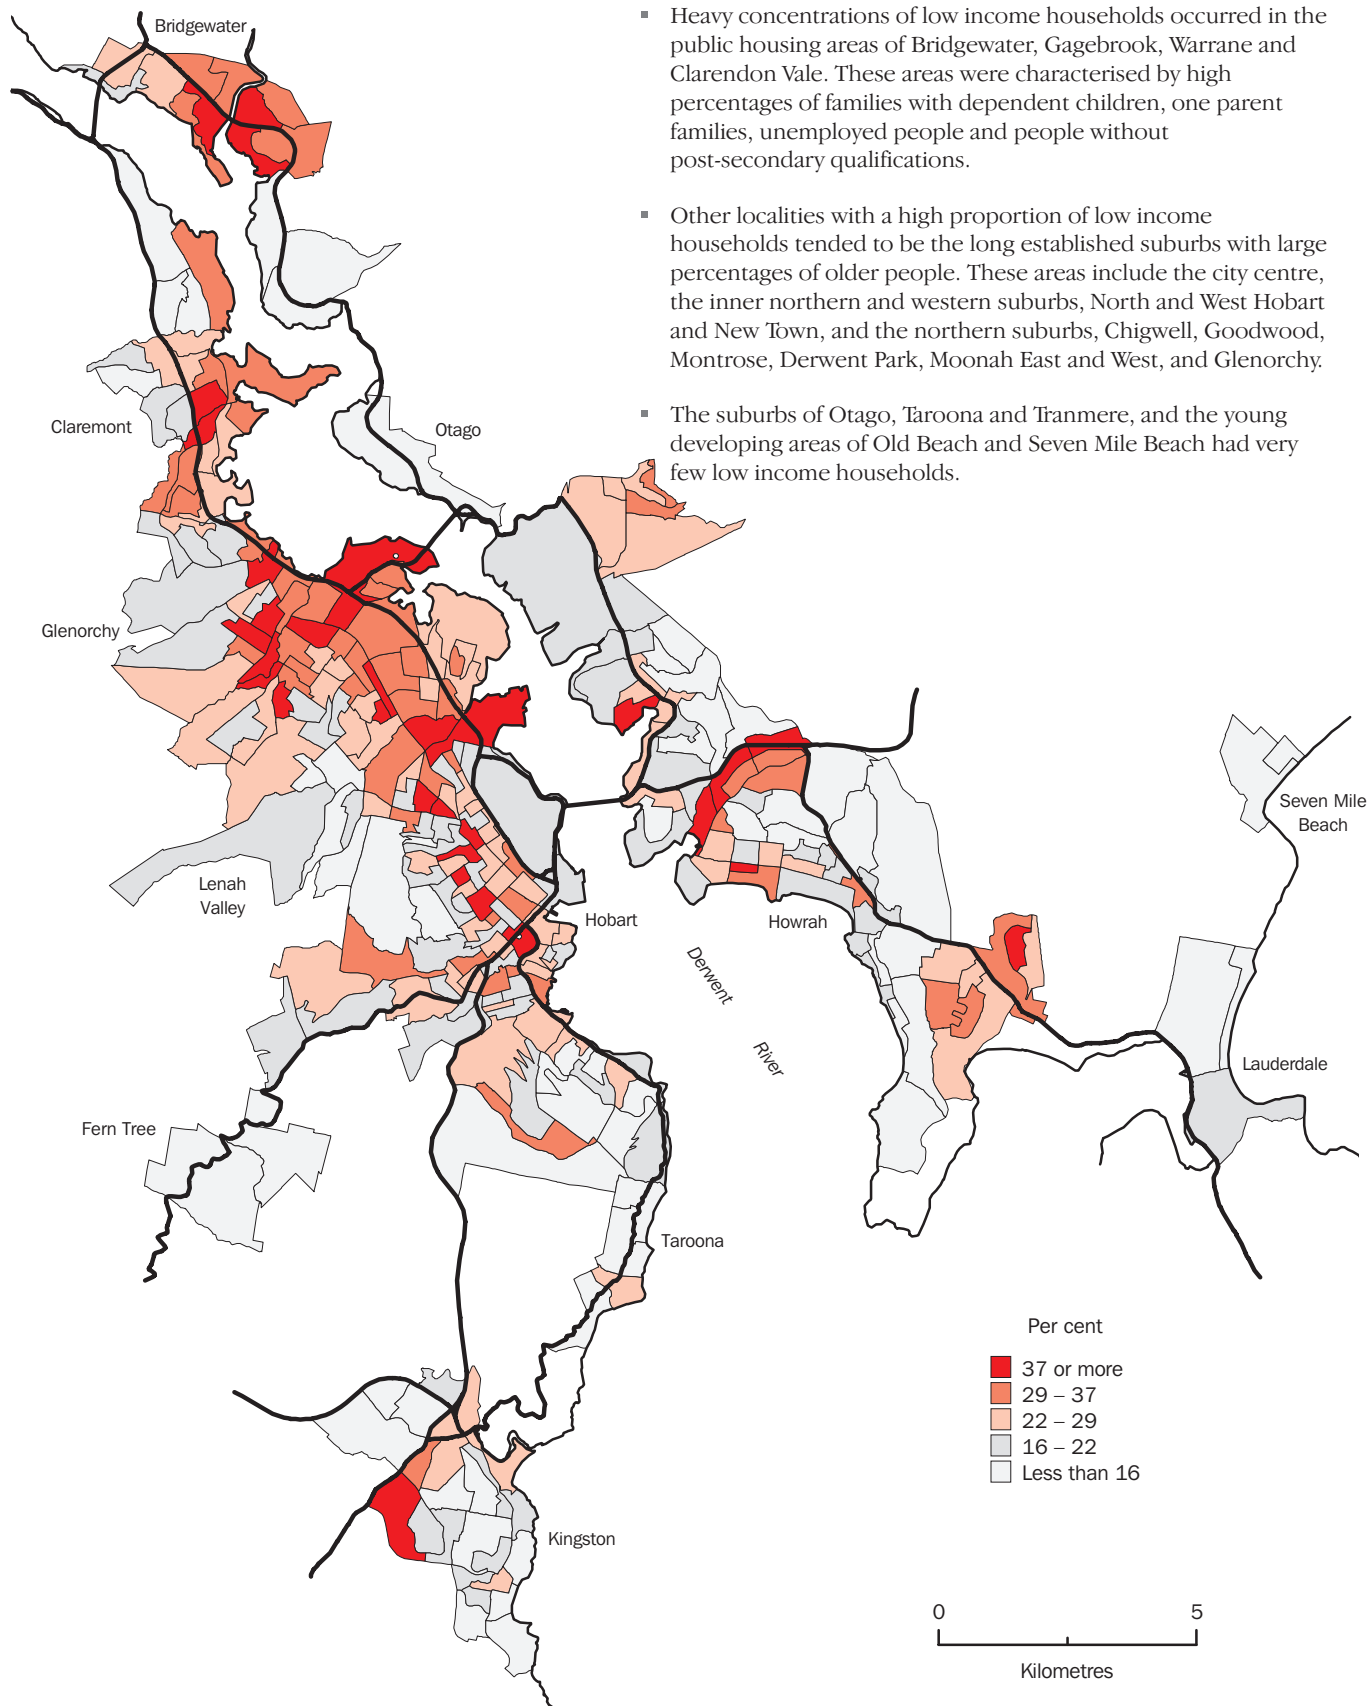 ▪ Heavy concentrations of low income households occurred in the
public housing areas of Bridgewater, Gagebrook, Warrane and
Clarendon Vale. These areas were characterised by high
percentages of families with dependent children, one parent
families, unemployed people and people without
post-secondary qualifications.
▪ Other localities with a high proportion of low income
households tended to be the long established suburbs with large
percentages of older people. These areas include the city centre,
the inner northern and western suburbs, North and West Hobart
and New Town, and the northern suburbs, Chigwell, Goodwood,
Montrose, Derwent Park, Moonah East and West, and Glenorchy.
▪ The suburbs of Otago, Taroona and Tranmere, and the young
developing areas of Old Beach and Seven Mile Beach had very
few low income households.
Bridgewater
Claremont
Otago
Glenorchy
Seven Mile
Beach
Lenah
Valley
Hobart
Howrah
Derwent
River
Lauderdale
Fern Tree
Taroona
Kingston
Per cent
37 or more
29 – 37
22 – 29
16 – 22
Less than 16
0 5
Kilometres